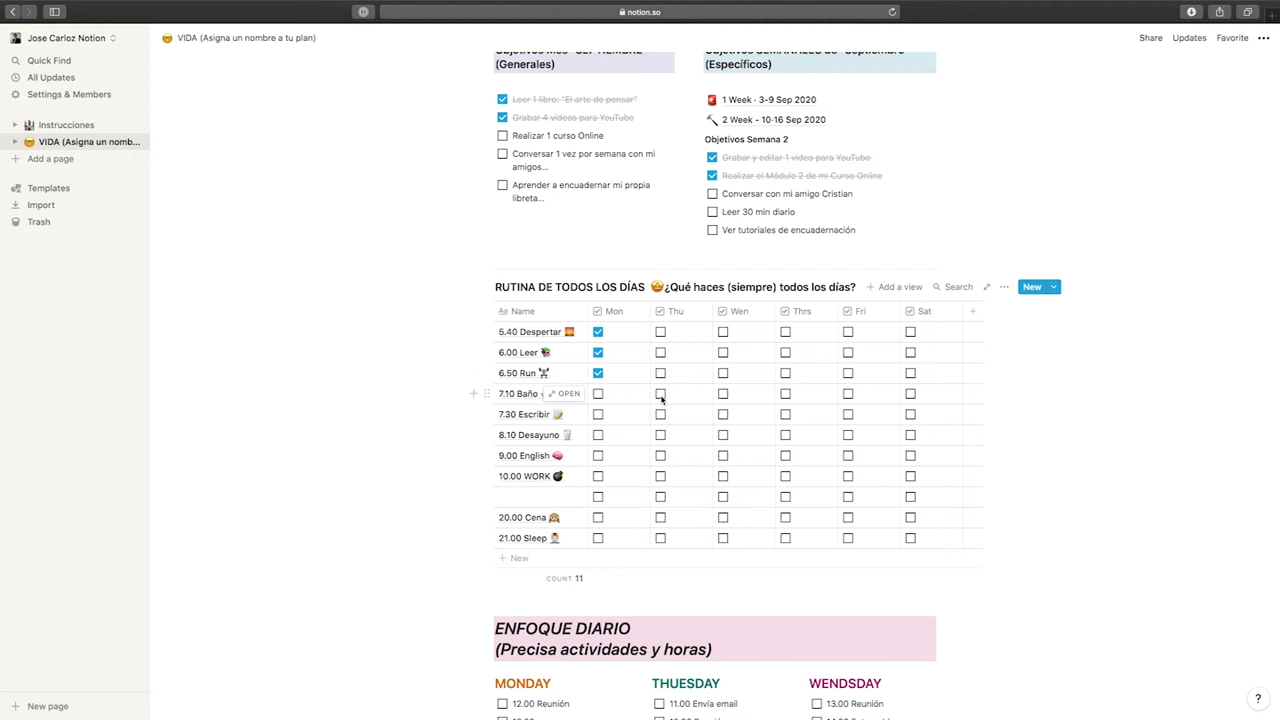 notion.so
Jose Carloz Notion
VIDA (Asigna un nombre a tu plan)
Share
Updates
Favorite
Quick Find
All Updates
Settings & Members
Instrucciones
VIDA (Asigna un nomb...
Add a page
Templates
Import
Trash
New page
Objetivos Mes- SEPTIEMBRE
(Generales)
Leer 1 libro: "El arte de pensar"
Grabar 4 videos para YouTube
Realizar 1 curso Online
Conversar 1 vez por semana con mi
amigos...
Aprender a encuadernar mi propia
libreta...
Objetivos SEMANALES de- Septiembre
(Específicos)
1 Week - 3-9 Sep 2020
2 Week - 10-16 Sep 2020
Objetivos Semana 2
Grabar y editar 1 video para YouTube
Realizar el Módulo 2 de mi Curso Online
Conversar con mi amigo Cristian
Leer 30 min diario
Ver tutoriales de encuadernación
RUTINA DE TODOS LOS DÍAS 🤩¿Qué haces (siempre) todos los días?
Add a view
Search
New
Aa Name Mon Thu Wen Thrs Fri Sat
5.40 Despertar
6.00 Leer
6.50 Run
7.10 Baño
OPEN
7.30 Escribir
8.10 Desayuno
9.00 English
10.00 WORK
20.00 Cena
21.00 Sleep
+ New
COUNT 11
ENFOQUE DIARIO
(Precisa actividades y horas)
MONDAY THUESDAY WENDSDAY
12.00 Reunión 11.00 Envía email 13.00 Reunión
?